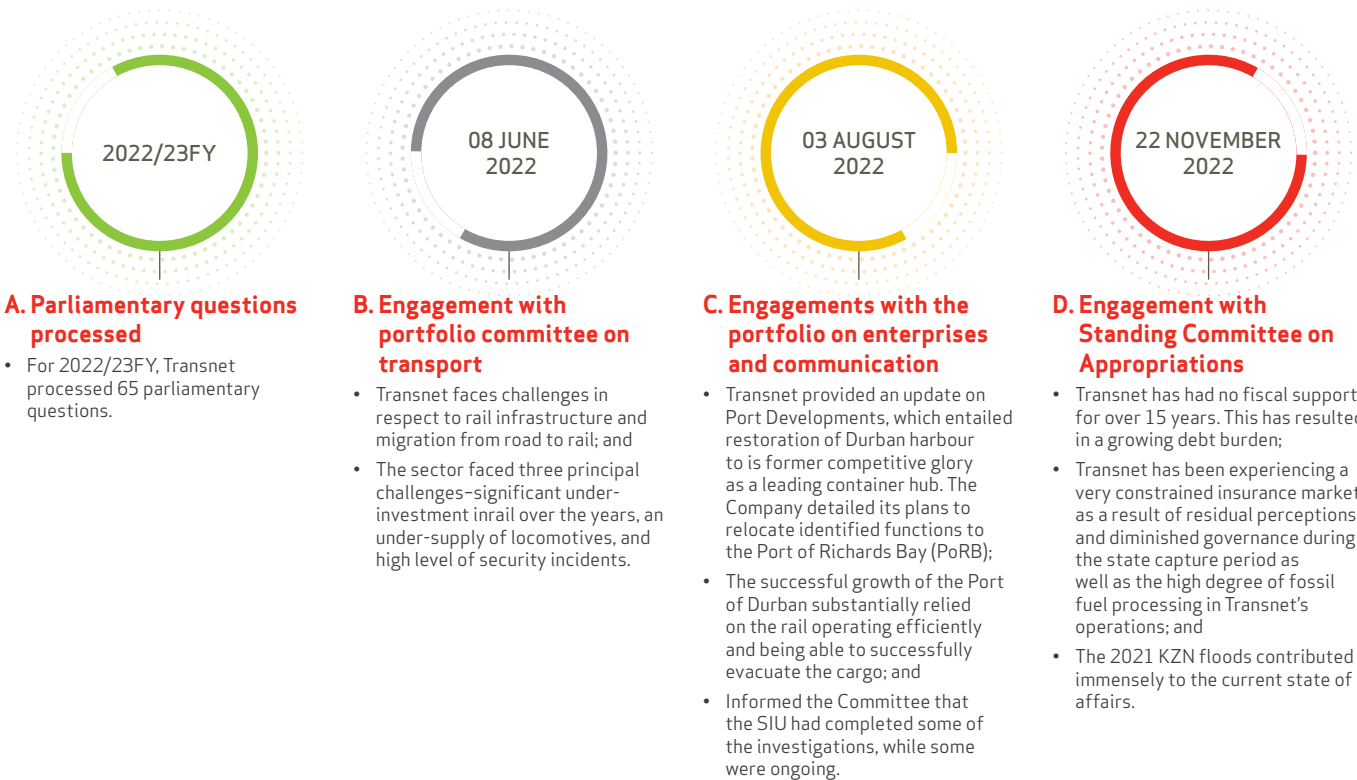 2022/23FY
A. Parliamentary questions
processed
• For 2022/23FY, Transnet
processed 65 parliamentary
questions.
08 JUNE
2022
B. Engagement with
portfolio committee on
transport
• Transnet faces challenges in
respect to rail infrastructure and
migration from road to rail; and
• The sector faced three principal
challenges–significant under-
investment inrail over the years, an
under-supply of locomotives, and
high level of security incidents.
03 AUGUST
2022
C. Engagements with the
portfolio on enterprises
and communication
• Transnet provided an update on
Port Developments, which entailed
restoration of Durban harbour
to is former competitive glory
as a leading container hub. The
Company detailed its plans to
relocate identified functions to
the Port of Richards Bay (PoRB);
• The successful growth of the Port
of Durban substantially relied
on the rail operating efficiently
and being able to successfully
evacuate the cargo; and
• Informed the Committee that
the SIU had completed some of
the investigations, while some
were ongoing.
22 NOVEMBER
2022
D. Engagement with
Standing Committee on
Appropriations
• Transnet has had no fiscal support
for over 15 years. This has resulted
in a growing debt burden;
• Transnet has been experiencing a
very constrained insurance market
as a result of residual perceptions
and diminished governance during
the state capture period as
well as the high degree of fossil
fuel processing in Transnet's
operations; and
• The 2021 KZN floods contributed
immensely to the current state of
affairs.